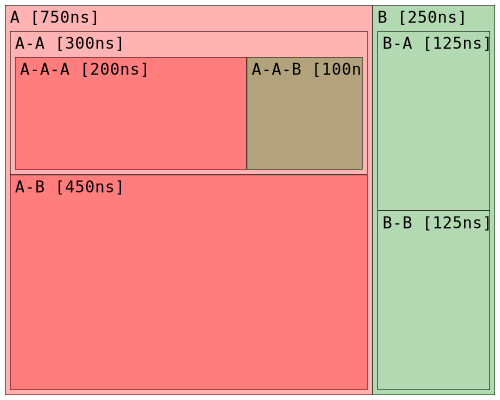 A [750ns]
A-A [300ns]
A-A-A [200ns]
A-A-B [100n
A-B [450ns]
B [250ns]
B-A [125ns]
B-B [125ns]